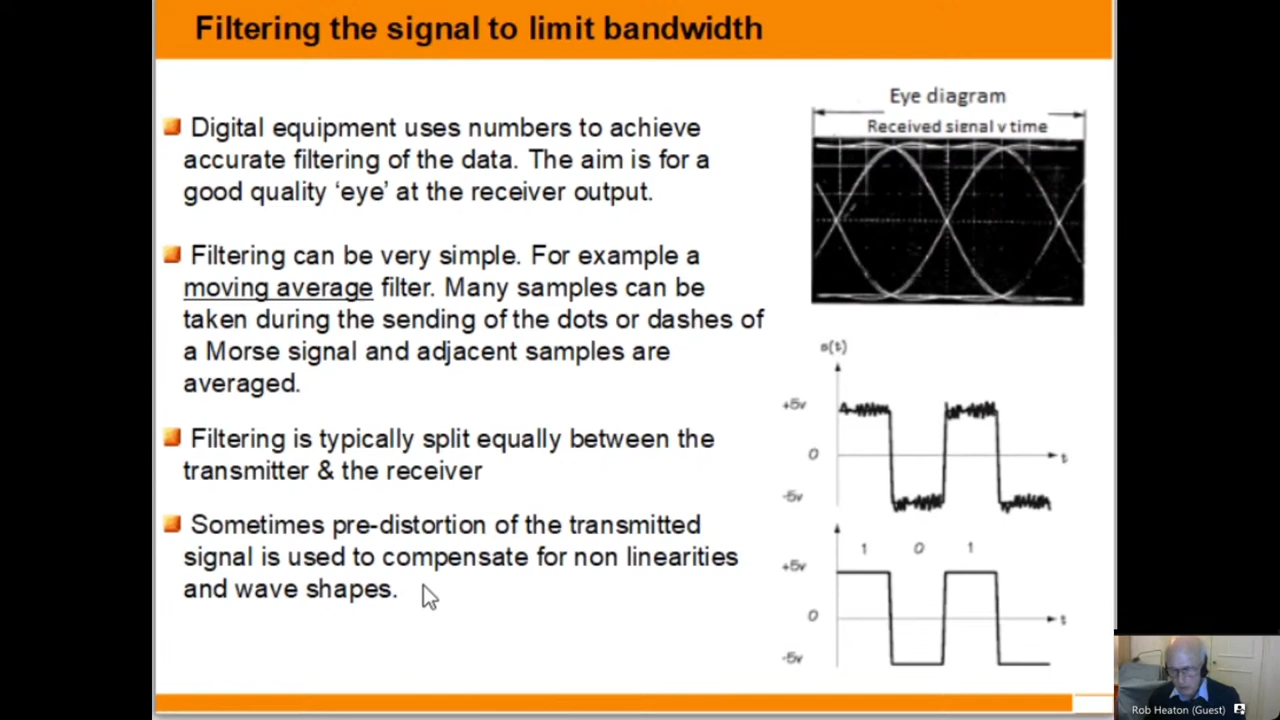 Filtering the signal to limit bandwidth
Digital equipment uses numbers to achieve
accurate filtering of the data. The aim is for a
good quality ‘eye’ at the receiver output.
Filtering can be very simple. For example a
moving average filter. Many samples can be
taken during the sending of the dots or dashes of
a Morse signal and adjacent samples are
averaged.
Filtering is typically split equally between the
transmitter & the receiver
Sometimes pre-distortion of the transmitted
signal is used to compensate for non linearities
and wave shapes.
Eye diagram
Received signal v time
s(t)
+5v
0
t
-5v
1 0 1
+5v
0
t
-5v
Rob Heaton (Guest)